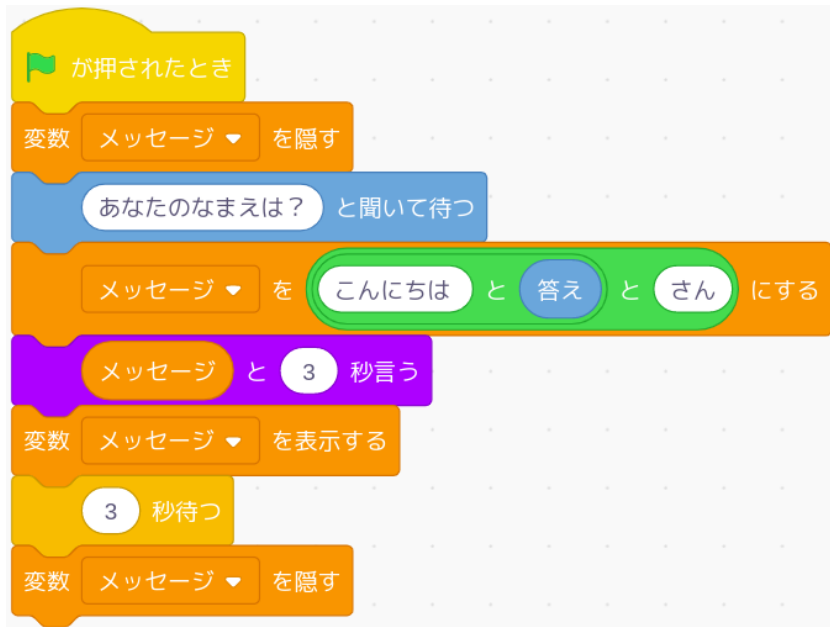 が押されたとき
変数 メッセージ を隠す
あなたのなまえは? と聞いて待つ
メッセージ を こんにちは と 答え と さん にする
メッセージ と 3 秒言う
変数 メッセージ を表示する
3 秒待つ
変数 メッセージ を隠す